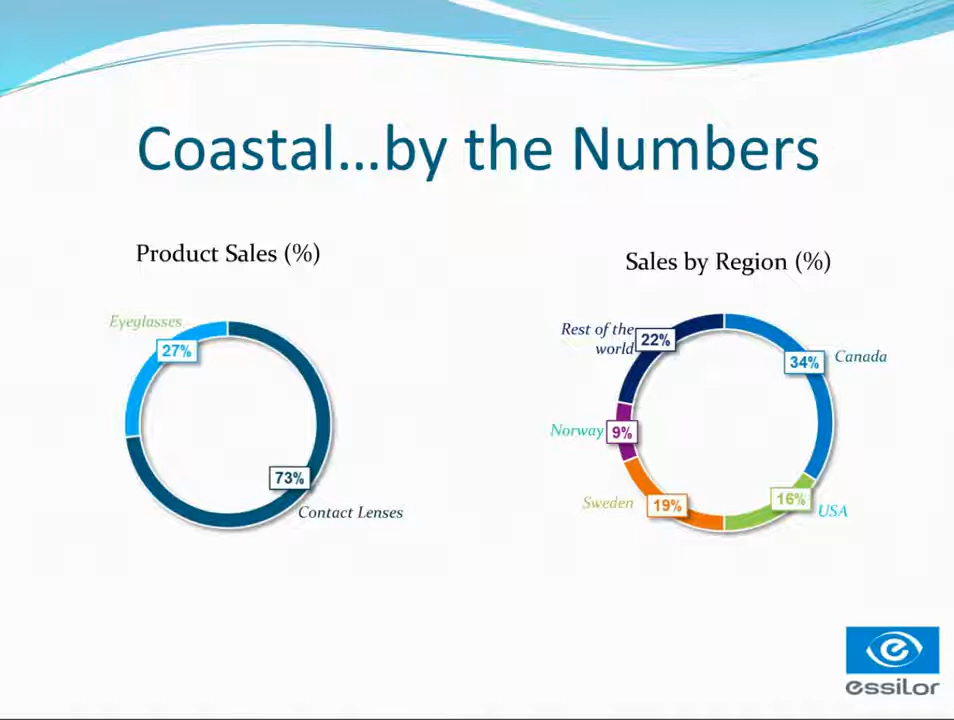 Coastal...by the Numbers
Product Sales (%)
Eyeglasses
27%
73%
Contact Lenses
Sales by Region (%)
Rest of the
world
22%
34%
Canada
Norway
9%
Sweden
19%
16%
USA
essilor